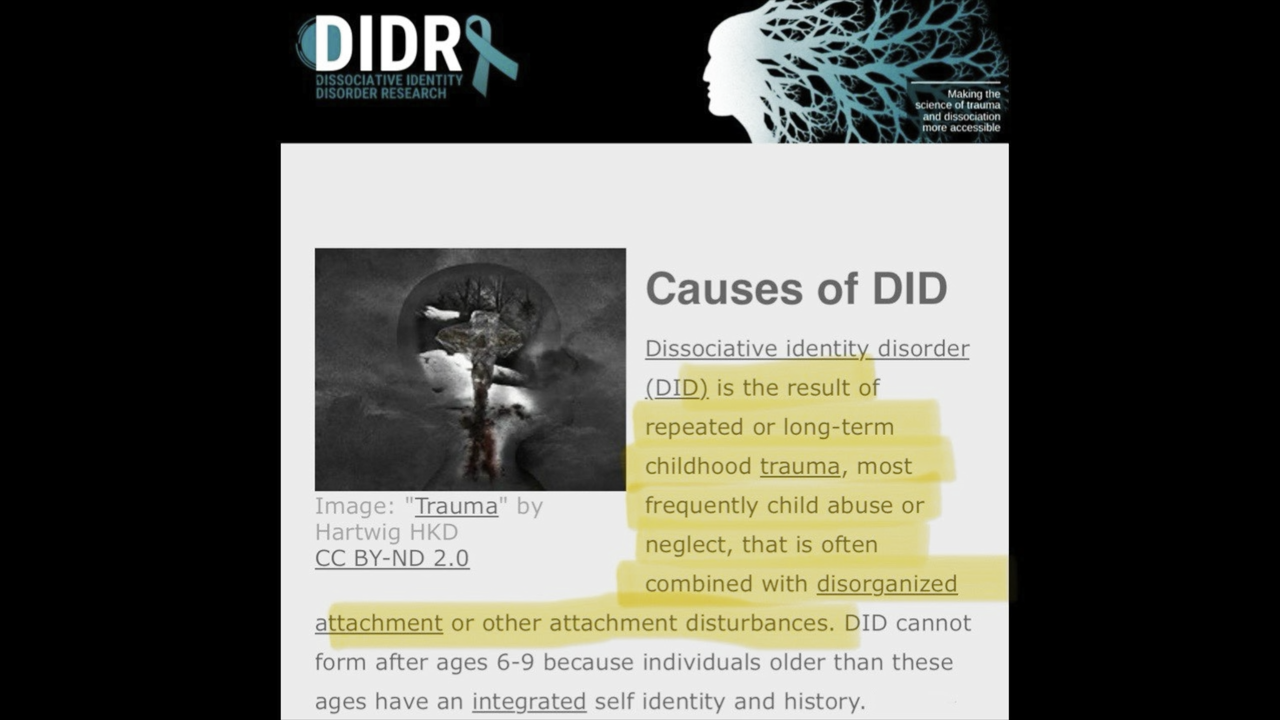 DIDR
DISSOCIATIVE IDENTITY
DISORDER RESEARCH
Making the
science of trauma
and dissociation
more accessible
Causes of DID
Dissociative identity disorder
(DID) is the result of
repeated or long-term
childhood trauma, most
frequently child abuse or
neglect, that is often
combined with disorganized
attachment or other attachment disturbances. DID cannot
form after ages 6-9 because individuals older than these
ages have an integrated self identity and history.
Image: "Trauma" by
Hartwig HKD
CC BY-ND 2.0